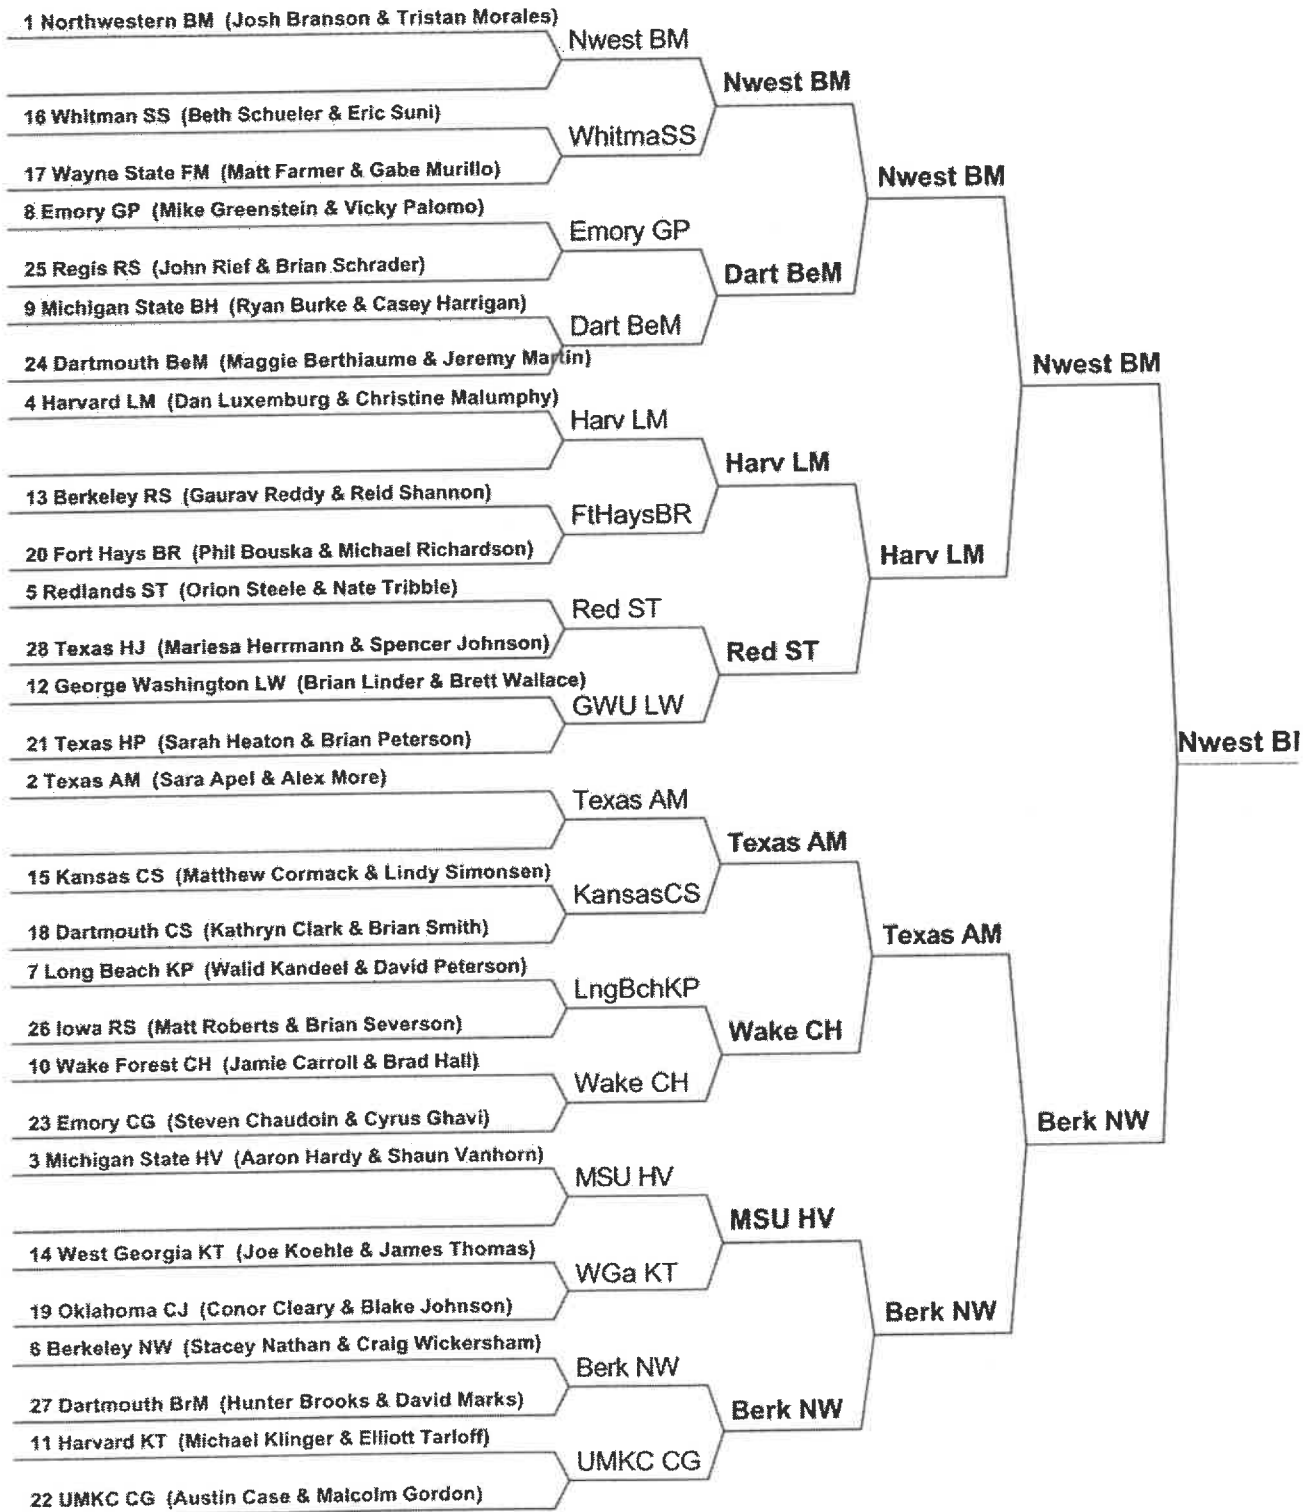 1 Northwestern BM (Josh Branson & Tristan Morales)
Nwest BM
Nwest BM
16 Whitman SS (Beth Schueler & Eric Suni)
WhitmaSS
17 Wayne State FM (Matt Farmer & Gabe Murillo)
Nwest BM
8 Emory GP (Mike Greenstein & Vicky Palomo)
Emory GP
25 Regis RS (John Rief & Brian Schrader)
Dart BeM
9 Michigan State BH (Ryan Burke & Casey Harrigan)
Dart BeM
24 Dartmouth BeM (Maggie Berthiaume & Jeremy Martin)
Nwest BM
4 Harvard LM (Dan Luxemburg & Christine Malumphy)
Harv LM
Harv LM
13 Berkeley RS (Gaurav Reddy & Reid Shannon)
FtHaysBR
20 Fort Hays BR (Phil Bouska & Michael Richardson)
Harv LM
5 Redlands ST (Orion Steele & Nate Tribble)
Red ST
28 Texas HJ (Mariesa Herrmann & Spencer Johnson)
Red ST
12 George Washington LW (Brian Linder & Brett Wallace)
GWU LW
21 Texas HP (Sarah Heaton & Brian Peterson)
Nwest BM
2 Texas AM (Sara Apel & Alex More)
Texas AM
Texas AM
15 Kansas CS (Matthew Cormack & Lindy Simonsen)
KansasCS
18 Dartmouth CS (Kathryn Clark & Brian Smith)
Texas AM
7 Long Beach KP (Walid Kandeel & David Peterson)
LngBchKP
26 Iowa RS (Matt Roberts & Brian Severson)
Wake CH
10 Wake Forest CH (Jamie Carroll & Brad Hall)
Wake CH
23 Emory CG (Steven Chaudoin & Cyrus Ghavi)
Berk NW
3 Michigan State HV (Aaron Hardy & Shaun Vanhorn)
MSU HV
MSU HV
14 West Georgia KT (Joe Koehle & James Thomas)
WGa KT
19 Oklahoma CJ (Conor Cleary & Blake Johnson)
Berk NW
6 Berkeley NW (Stacey Nathan & Craig Wickersham)
Berk NW
27 Dartmouth BrM (Hunter Brooks & David Marks)
Berk NW
11 Harvard KT (Michael Klinger & Elliott Tarloff)
UMKC CG
22 UMKC CG (Austin Case & Malcolm Gordon)